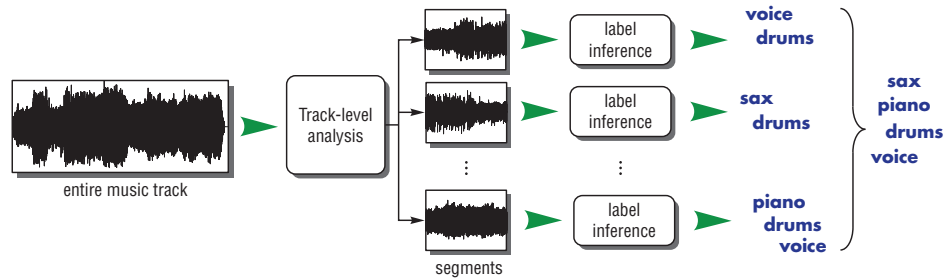 entire music track
Track-level
analysis
segments
label
inference
voice
drums
label
inference
sax
drums
...
...
label
inference
piano
drums
voice
sax
piano
drums
voice